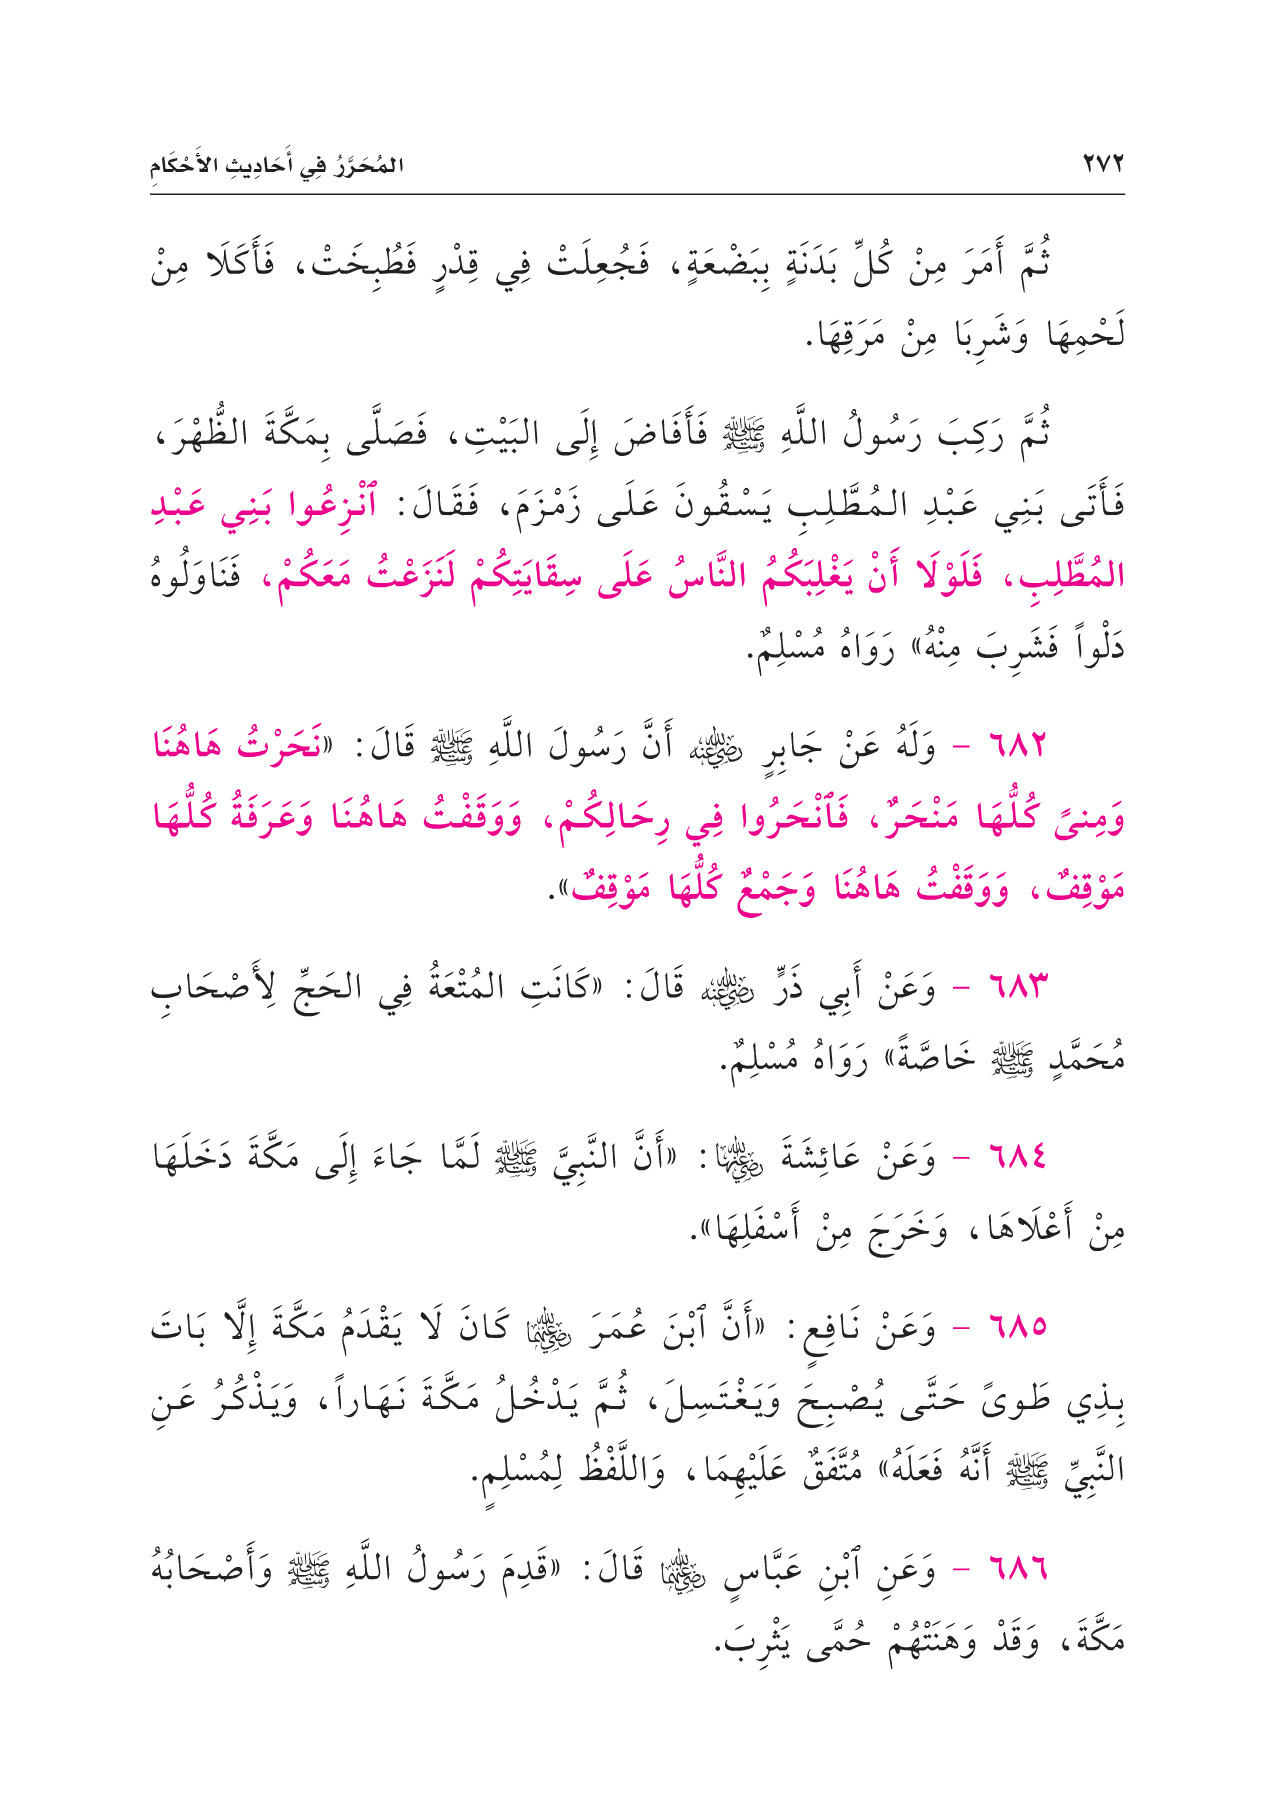 ٢٧٢ المُحَرَّرُ فِي أَحَادِيثِ الأَحْكَامِ
ثُمَّ أَمَرَ مِنْ كُلِّ بَدَنَةٍ بِبَضْعَةٍ، فَجُعِلَتْ فِي قِدْرٍ فَطُبِخَتْ، فَأَكَلَا مِنْ
لَحْمِهَا وَشَرِبَا مِنْ مَرَقِهَا.
ثُمَّ رَكِبَ رَسُولُ اللَّهِ ﷺ فَأَفَاضَ إِلَى البَيْتِ، فَصَلَّى بِمَكَّةَ الظُّهْرَ،
فَأَتَى بَنِي عَبْدِ المُطَّلِبِ يَسْقُونَ عَلَى زَمْزَمَ، فَقَالَ: ٱنْزِعُوا بَنِي عَبْدِ
المُطَّلِبِ، فَلَوْلَا أَنْ يَغْلِبَكُمُ النَّاسُ عَلَى سِقَايَتِكُمْ لَنَزَعْتُ مَعَكُمْ، فَنَاوَلُوهُ
دَلْواً فَشَرِبَ مِنْهُ» رَوَاهُ مُسْلِمٌ.
٦٨٢ - وَلَهُ عَنْ جَابِرٍ رضي الله عنه أَنَّ رَسُولَ اللَّهِ ﷺ قَالَ: «نَحَرْتُ هَاهُنَا
وَمِنىً كُلُّهَا مَنْحَرٌ، فَٱنْحَرُوا فِي رِحَالِكُمْ، وَوَقَفْتُ هَاهُنَا وَعَرَفَةُ كُلُّهَا
مَوْقِفٌ، وَوَقَفْتُ هَاهُنَا وَجَمْعٌ كُلُّهَا مَوْقِفٌ».
٦٨٣ - وَعَنْ أَبِي ذَرٍّ رضي الله عنه قَالَ: «كَانَتِ المُتْعَةُ فِي الحَجِّ لِأَصْحَابِ
مُحَمَّدٍ ﷺ خَاصَّةً» رَوَاهُ مُسْلِمٌ.
٦٨٤ - وَعَنْ عَائِشَةَ رضي الله عنها: «أَنَّ النَّبِيَّ ﷺ لَمَّا جَاءَ إِلَى مَكَّةَ دَخَلَهَا
مِنْ أَعْلَاهَا، وَخَرَجَ مِنْ أَسْفَلِهَا».
٦٨٥ - وَعَنْ نَافِعٍ: «أَنَّ ٱبْنَ عُمَرَ رضي الله عنهما كَانَ لَا يَقْدَمُ مَكَّةَ إِلَّا بَاتَ
بِذِي طَوىً حَتَّى يُصْبِحَ وَيَغْتَسِلَ، ثُمَّ يَدْخُلُ مَكَّةَ نَهَاراً، وَيَذْكُرُ عَنِ
النَّبِيِّ ﷺ أَنَّهُ فَعَلَهُ» مُتَّفَقٌ عَلَيْهِمَا، وَاللَّفْظُ لِمُسْلِمٍ.
٦٨٦ - وَعَنِ ٱبْنِ عَبَّاسٍ رضي الله عنهما قَالَ: «قَدِمَ رَسُولُ اللَّهِ ﷺ وَأَصْحَابُهُ
مَكَّةَ، وَقَدْ وَهَنَتْهُمْ حُمَّى يَثْرِبَ.